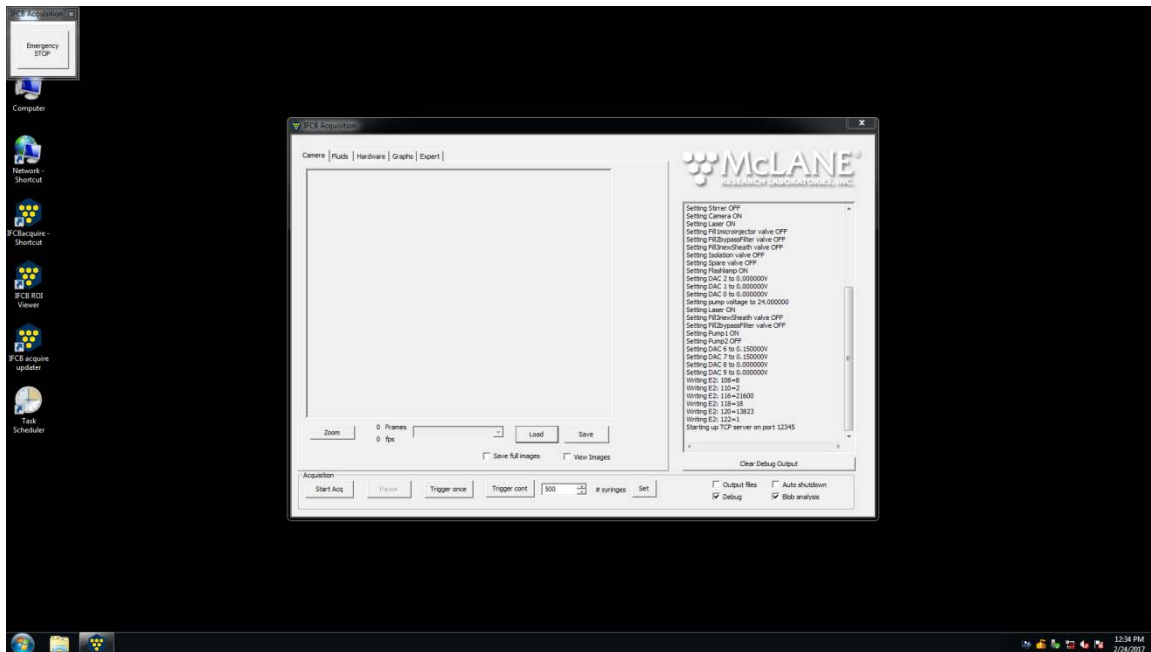 IFCB Acquisition
Emergency
STOP
Computer
Network -
Shortcut
IFCBacquire -
Shortcut
IFCB ROI
Viewer
IFCB acquire
updater
Task
Scheduler
IFCB Acquisition
x
Camera
Fluids
Hardware
Graphs
Expert
McLANE®
RESEARCH LABORATORIES, INC.
Setting Stirrer OFF
Setting Camera ON
Setting Laser ON
Setting Fill1microinjector valve OFF
Setting Fill2bypassFilter valve OFF
Setting Fill3newSheath valve OFF
Setting Isolation valve OFF
Setting Spare valve OFF
Setting Flashlamp ON
Setting DAC 2 to 0.000000V
Setting DAC 1 to 0.000000V
Setting DAC 0 to 0.000000V
Setting pump voltage to 24.000000
Setting Laser ON
Setting Fill3newSheath valve OFF
Setting Fill2bypassFilter valve OFF
Setting Pump1 ON
Setting Pump2 OFF
Setting DAC 6 to 0.150000V
Setting DAC 7 to 0.150000V
Setting DAC 8 to 0.000000V
Setting DAC 9 to 0.000000V
Writing E2: 108=8
Writing E2: 110=2
Writing E2: 116=21600
Writing E2: 118=18
Writing E2: 120=13823
Writing E2: 122=1
Starting up TCP server on port 12345
Zoom
0 Frames
0 fps
Load
Save
Save full images
View Images
Clear Debug Output
Acquisition
Start Acq
Pause
Trigger once
Trigger cont
500
# syringes
Set
Output files
Auto shutdown
Debug
Blob analysis
12:34 PM
2/24/2017